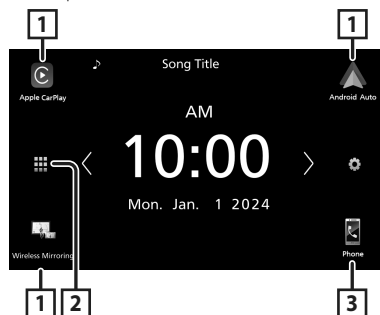 1 1
Song Title
Apple CarPlay
Android Auto
AM
10:00
Mon. Jan. 1 2024
Wireless Mirroring
Phone
1 2 3